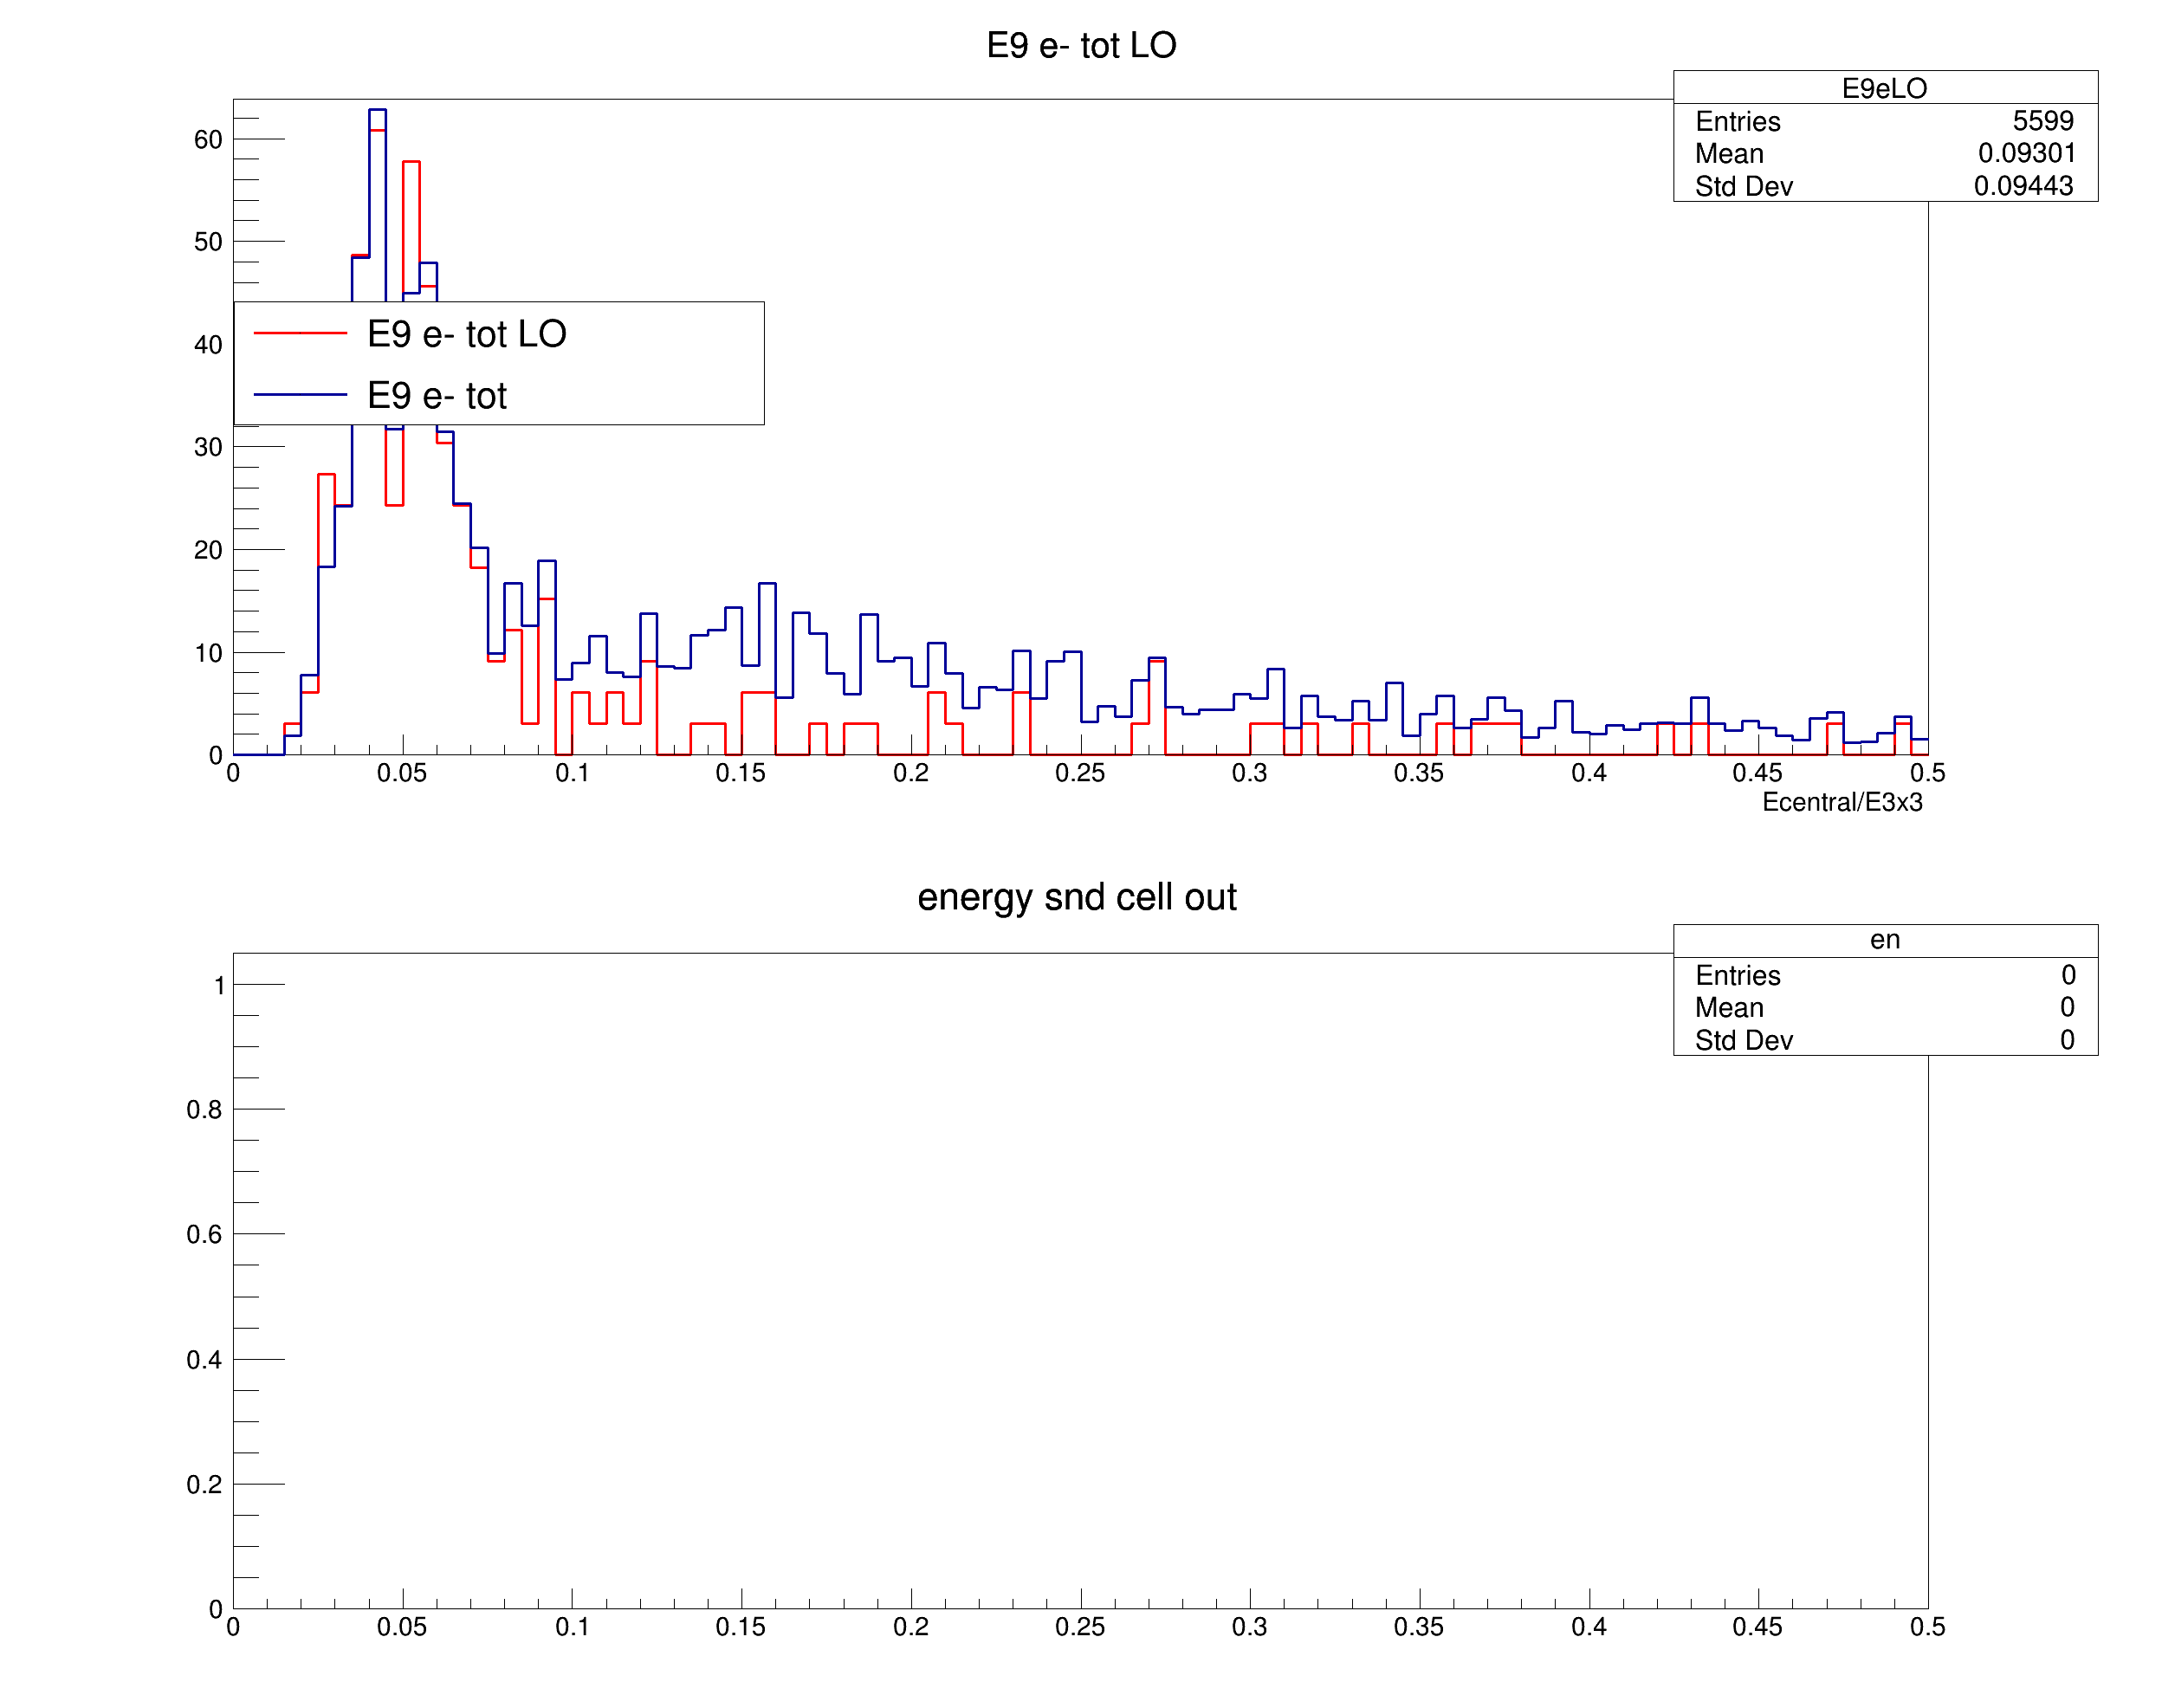 E9 e- tot LO
E9eLO
Entries 5599
Mean 0.09301
Std Dev 0.09443
60
50
40
30
20
10
0
E9 e- tot LO
E9 e- tot
0 0.05 0.1 0.15 0.2 0.25 0.3 0.35 0.4 0.45 0.5
Ecentral/E3x3
energy snd cell out
en
Entries 0
Mean 0
Std Dev 0
1
0.8
0.6
0.4
0.2
0
0 0.05 0.1 0.15 0.2 0.25 0.3 0.35 0.4 0.45 0.5